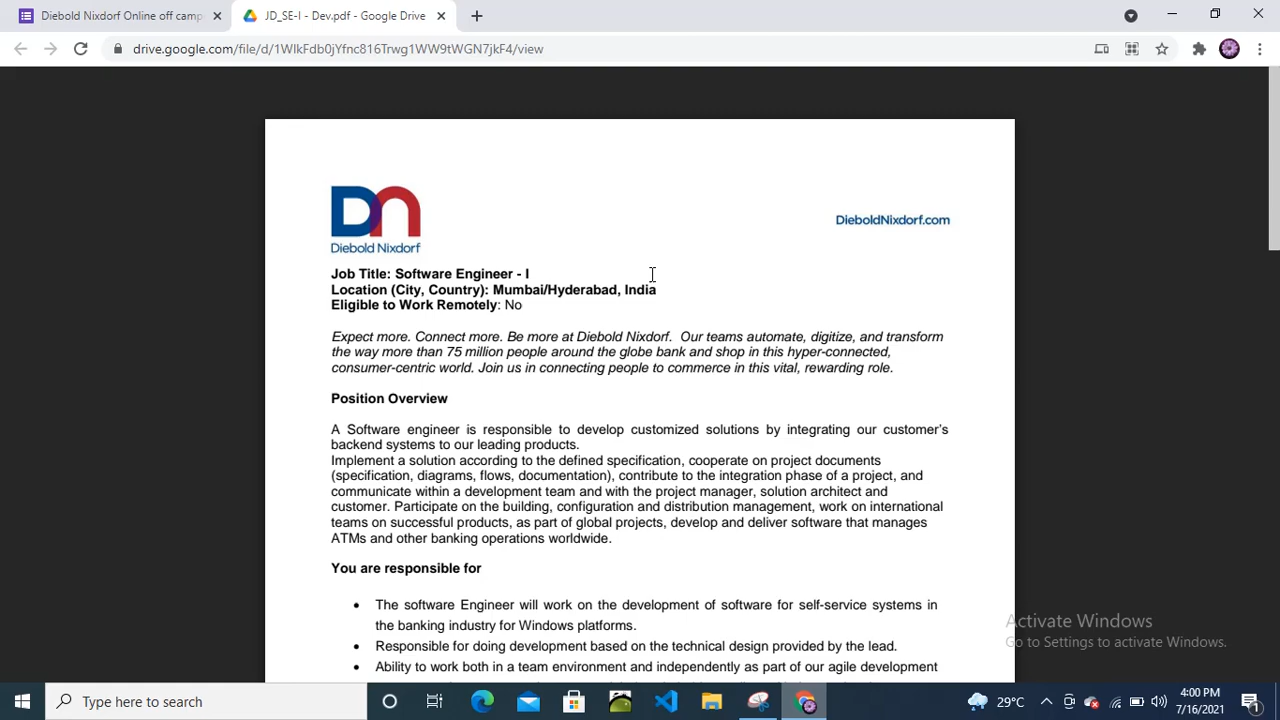 Diebold Nixdorf Online off camp
JD_SE-I - Dev.pdf - Google Drive
drive.google.com/file/d/1WIkFdb0jYfnc816Trwg1WW9tWGN7jkF4/view
Diebold Nixdorf
DieboldNixdorf.com
Job Title: Software Engineer - I
Location (City, Country): Mumbai/Hyderabad, India
Eligible to Work Remotely: No
Expect more. Connect more. Be more at Diebold Nixdorf. Our teams automate, digitize, and transform
the way more than 75 million people around the globe bank and shop in this hyper-connected,
consumer-centric world. Join us in connecting people to commerce in this vital, rewarding role.
Position Overview
A Software engineer is responsible to develop customized solutions by integrating our customer's
backend systems to our leading products.
Implement a solution according to the defined specification, cooperate on project documents
(specification, diagrams, flows, documentation), contribute to the integration phase of a project, and
communicate within a development team and with the project manager, solution architect and
customer. Participate on the building, configuration and distribution management, work on international
teams on successful products, as part of global projects, develop and deliver software that manages
ATMs and other banking operations worldwide.
You are responsible for
• The software Engineer will work on the development of software for self-service systems in
the banking industry for Windows platforms.
• Responsible for doing development based on the technical design provided by the lead.
• Ability to work both in a team environment and independently as part of our agile development
Activate Windows
Go to Settings to activate Windows.
Type here to search
29°C
4:00 PM
7/16/2021
1